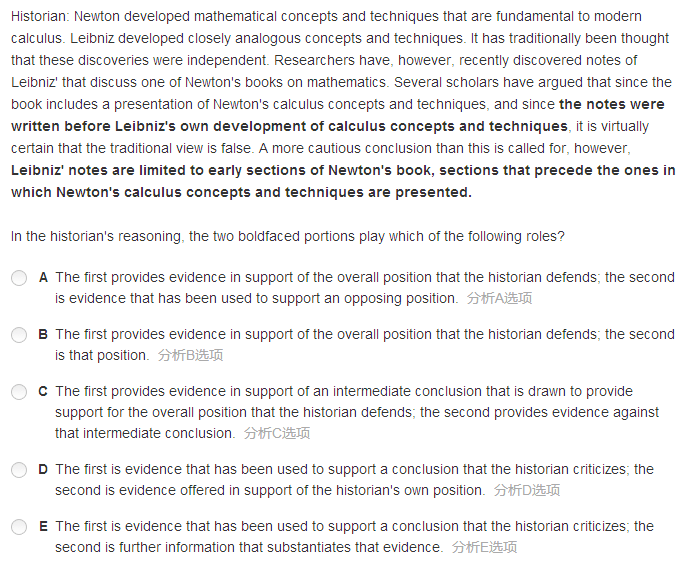 Historian: Newton developed mathematical concepts and techniques that are fundamental to modern
calculus. Leibniz developed closely analogous concepts and techniques. It has traditionally been thought
that these discoveries were independent. Researchers have, however, recently discovered notes of
Leibniz' that discuss one of Newton's books on mathematics. Several scholars have argued that since the
book includes a presentation of Newton's calculus concepts and techniques, and since the notes were
written before Leibniz's own development of calculus concepts and techniques, it is virtually
certain that the traditional view is false. A more cautious conclusion than this is called for, however,
Leibniz' notes are limited to early sections of Newton's book, sections that precede the ones in
which Newton's calculus concepts and techniques are presented.
In the historian's reasoning, the two boldfaced portions play which of the following roles?
A The first provides evidence in support of the overall position that the historian defends; the second
is evidence that has been used to support an opposing position. 分析A选项
B The first provides evidence in support of the overall position that the historian defends; the second
is that position. 分析B选项
C The first provides evidence in support of an intermediate conclusion that is drawn to provide
support for the overall position that the historian defends; the second provides evidence against
that intermediate conclusion. 分析C选项
D The first is evidence that has been used to support a conclusion that the historian criticizes; the
second is evidence offered in support of the historian's own position. 分析D选项
E The first is evidence that has been used to support a conclusion that the historian criticizes; the
second is further information that substantiates that evidence. 分析E选项